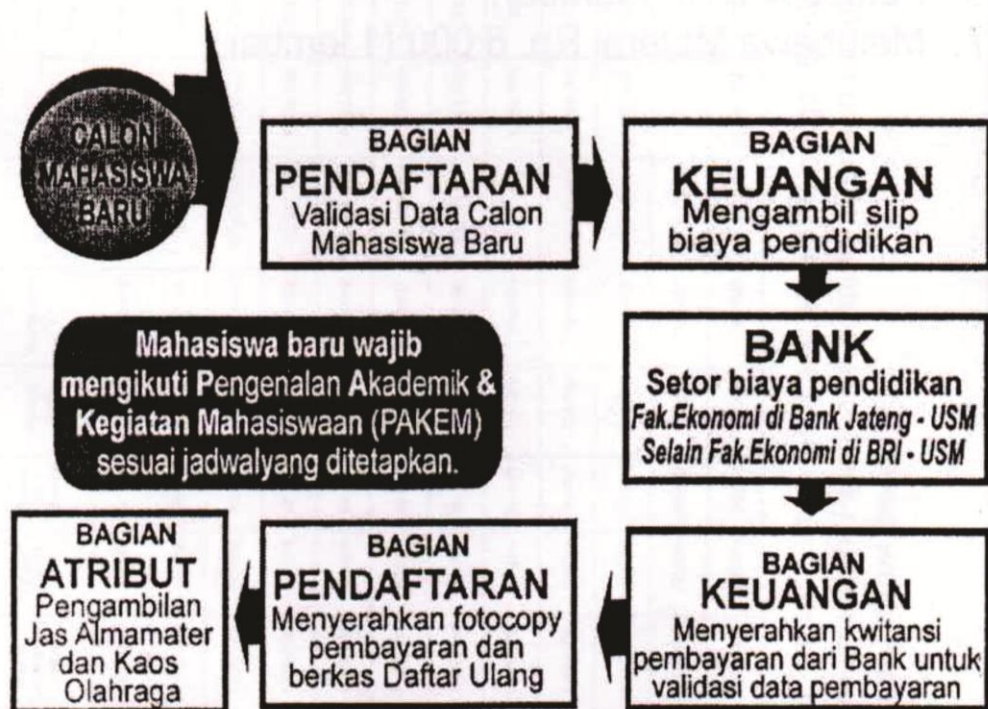 CALON
MAHASISWA
BARU
BAGIAN
PENDAFTARAN
Validasi Data Calon
Mahasiswa Baru
BAGIAN
KEUANGAN
Mengambil slip
biaya pendidikan
BANK
Setor biaya pendidikan
Fak.Ekonomi di Bank Jateng - USM
Selain Fak.Ekonomi di BRI - USM
BAGIAN
KEUANGAN
Menyerahkan kwitansi
pembayaran dari Bank untuk
validasi data pembayaran
BAGIAN
PENDAFTARAN
Menyerahkan fotocopy
pembayaran dan
berkas Daftar Ulang
BAGIAN
ATRIBUT
Pengambilan
Jas Almamater
dan Kaos
Olahraga
Mahasiswa baru wajib
mengikuti Pengenalan Akademik &
Kegiatan Mahasiswaan (PAKEM)
sesuai jadwalyang ditetapkan.